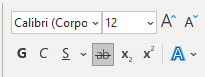 Calibri (Corpo 12 A A
G C S ab x₂ x² A